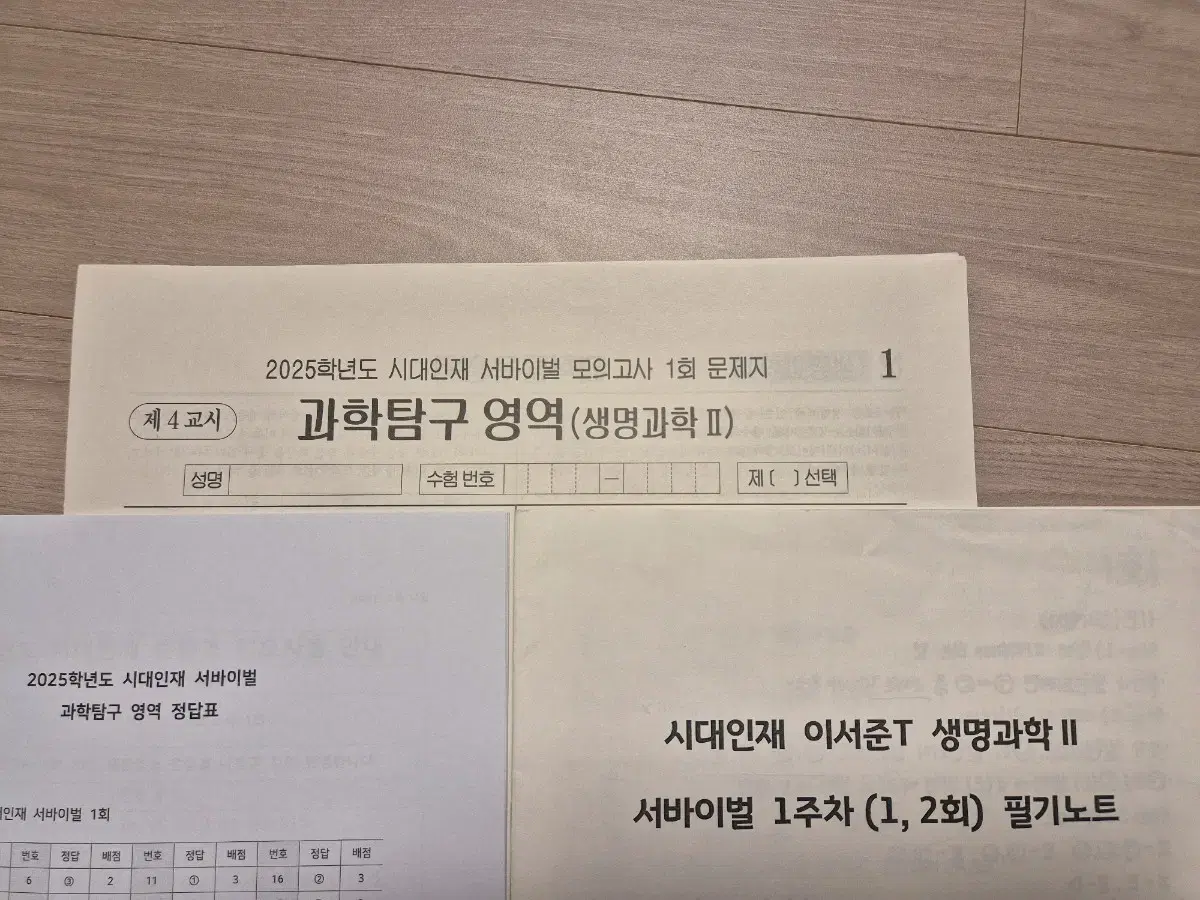 2025학년도 시대인재 서바이벌 모의고사 1회 문제지
1
제 4 교시
과학탐구 영역(생명과학 Ⅱ)
성명
수험 번호
–
제 [ ] 선택
2025학년도 시대인재 서바이벌
과학탐구 영역 정답표
서바이벌 1회
번호 정답 배점 번호 정답 배점 번호 정답 배점
6 ③ 2 11 ① 3 16 ② 3
시대인재 이서준T 생명과학Ⅱ
서바이벌 1주차 (1, 2회) 필기노트